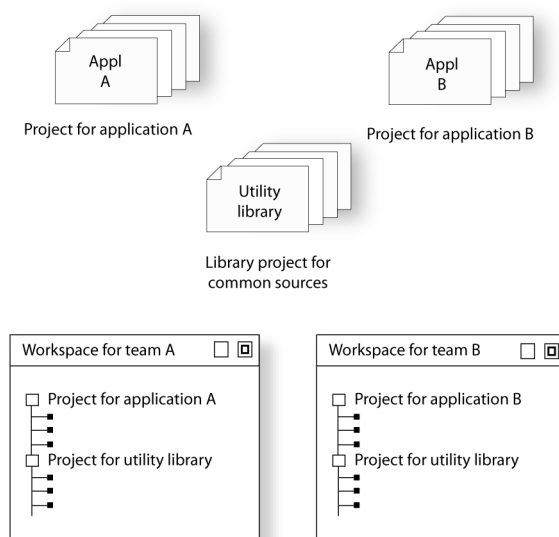 Appl
A
Project for application A
Appl
B
Project for application B
Utility
library
Library project for
common sources
Workspace for team A
Project for application A
Project for utility library
Workspace for team B
Project for application B
Project for utility library